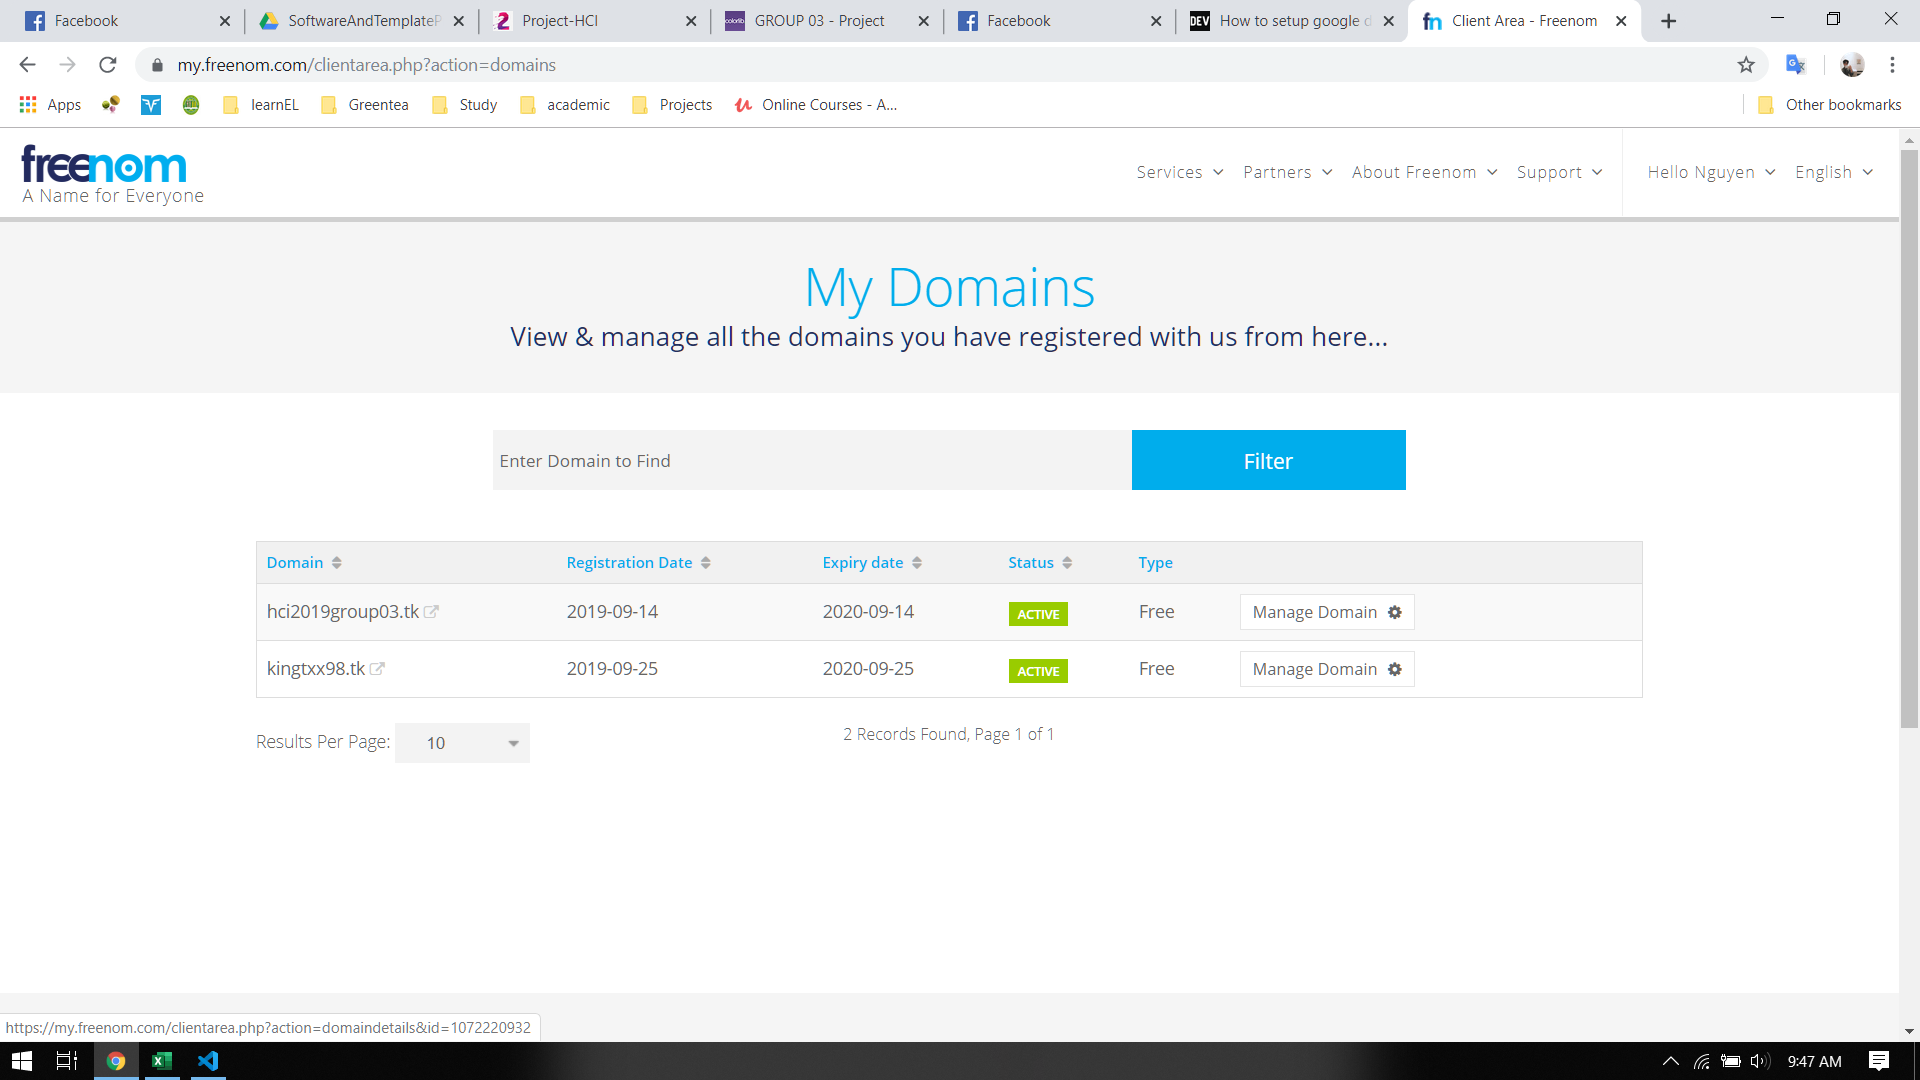 Facebook
SoftwareAndTemplateP
Project-HCI
GROUP 03 - Project
Facebook
DEV How to setup google d
Client Area - Freenom
my.freenom.com/clientarea.php?action=domains
Apps learnEL Greentea Study academic Projects Online Courses - A... Other bookmarks
freenom
A Name for Everyone
Services Partners About Freenom Support Hello Nguyen English
My Domains
View & manage all the domains you have registered with us from here...
Enter Domain to Find Filter
Domain Registration Date Expiry date Status Type
hci2019group03.tk 2019-09-14 2020-09-14 ACTIVE Free Manage Domain
kingtxx98.tk 2019-09-25 2020-09-25 ACTIVE Free Manage Domain
Results Per Page: 10 2 Records Found, Page 1 of 1
https://my.freenom.com/clientarea.php?action=domaindetails&id=1072220932
9:47 AM